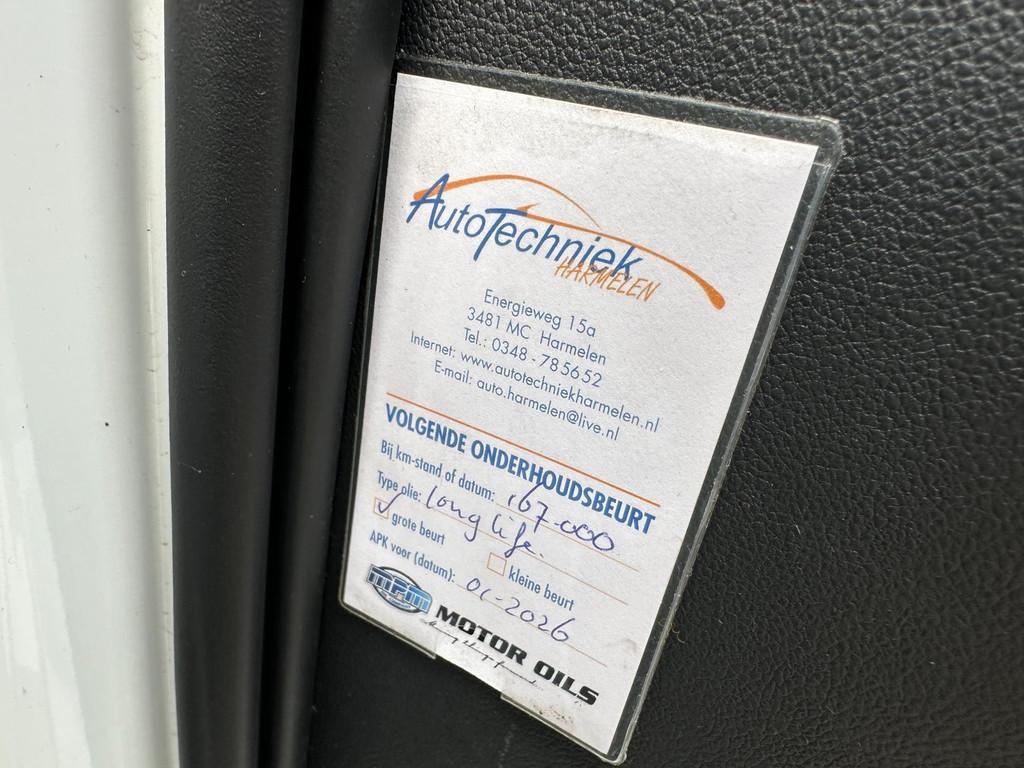 AutoTechniek
HARMELEN
Energieweg 15a
3481 MC Harmelen
Tel.: 0348 - 785652
Internet: www.autotechniekharmelen.nl
E-mail: auto.harmelen@live.nl
VOLGENDE ONDERHOUDSBEURT
Bij km-stand of datum: 167-000
Type olie: Long Life.
grote beurt
kleine beurt
APK voor (datum): 01-2026
MPM MOTOR OILS